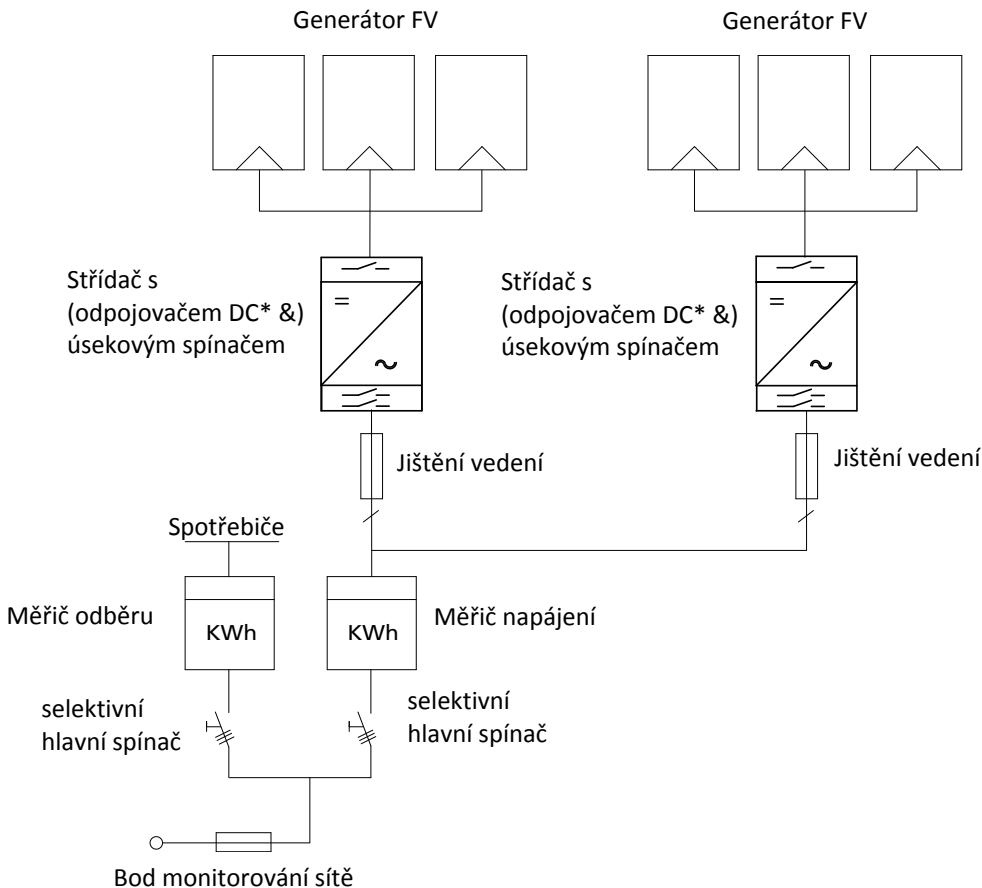 Generátor FV
Generátor FV
Střídač s
(odpojovačem DC* &)
úsekovým spínačem
Střídač s
(odpojovačem DC* &)
úsekovým spínačem
=
~
=
~
Jištění vedení
Jištění vedení
Spotřebiče
Měřič odběru
KWh
KWh
Měřič napájení
selektivní
hlavní spínač
selektivní
hlavní spínač
Bod monitorování sítě